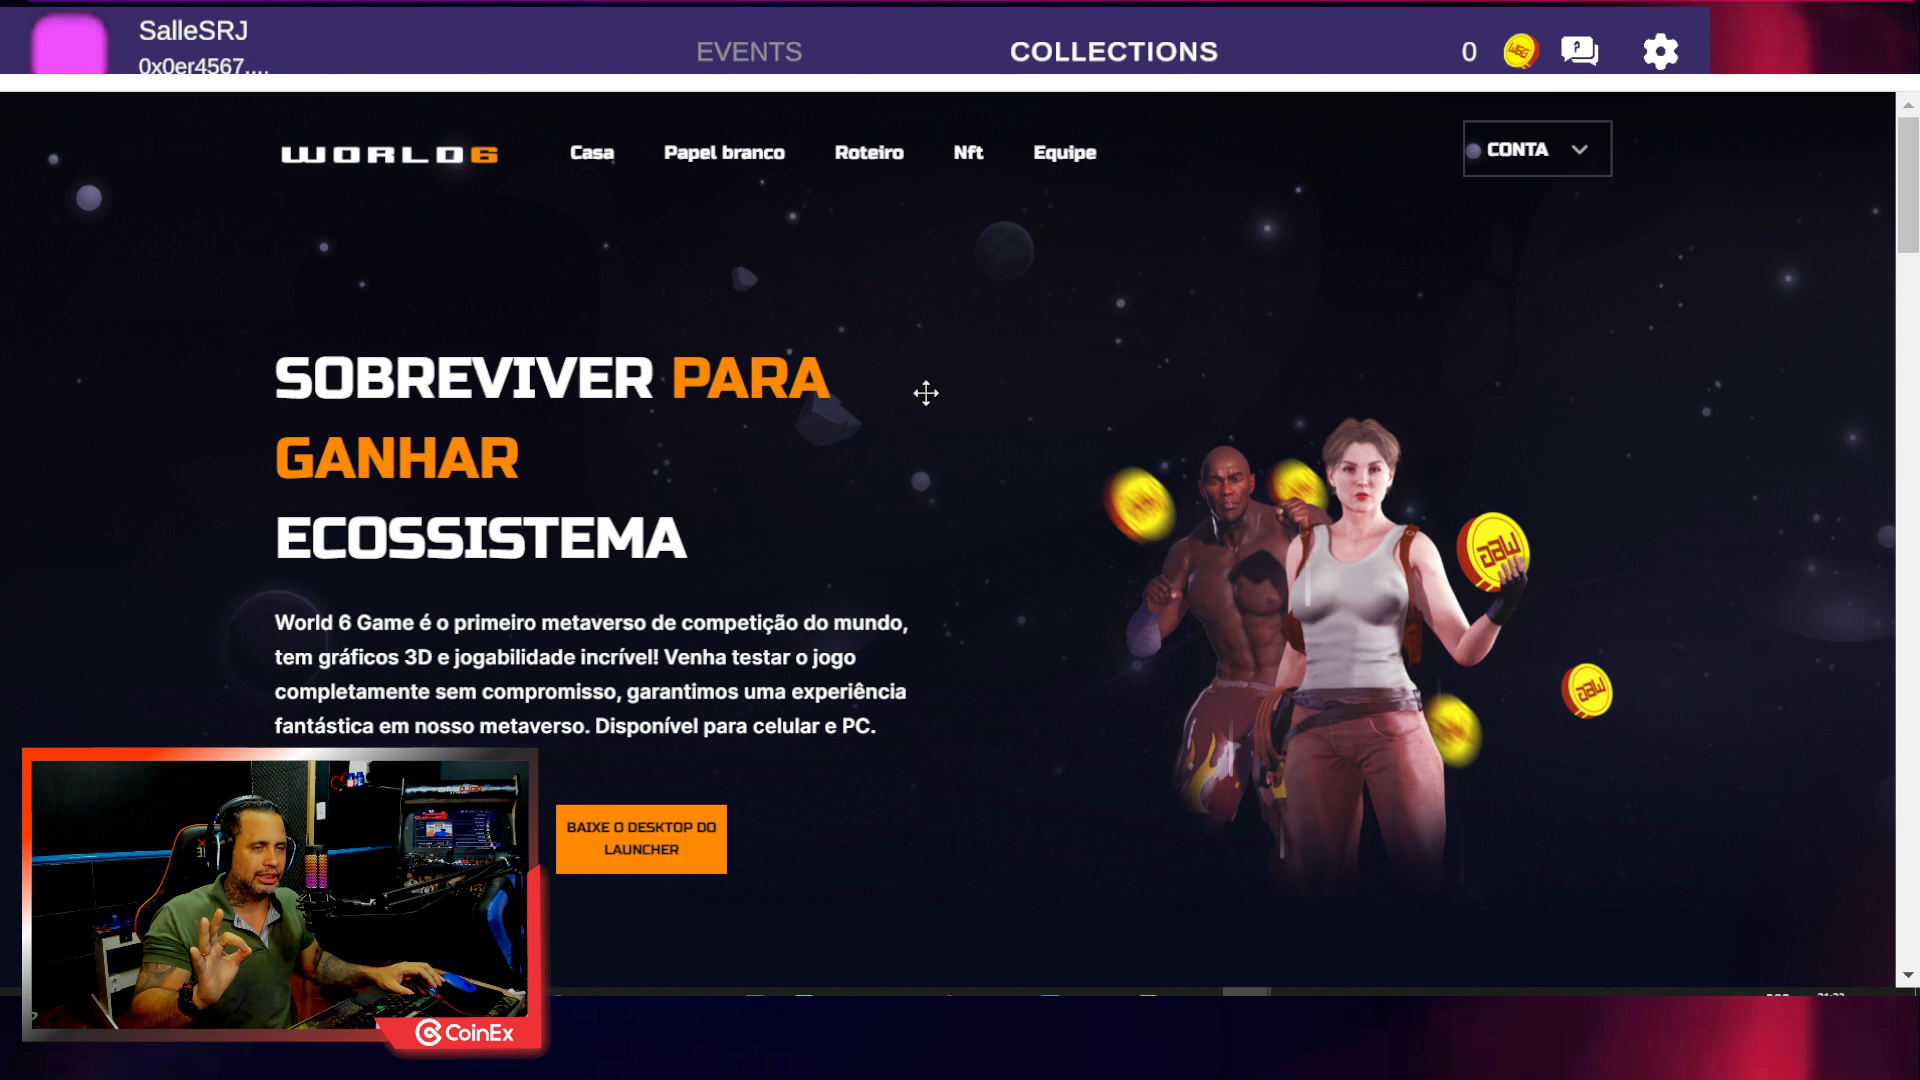 SalleSRJ
0x0er4567....
EVENTS
COLLECTIONS
0
W6G
?
WORLD6
Casa
Papel branco
Roteiro
Nft
Equipe
CONTA
SOBREVIVER PARA
GANHAR
ECOSSISTEMA
World 6 Game é o primeiro metaverso de competição do mundo,
tem gráficos 3D e jogabilidade incrível! Venha testar o jogo
completamente sem compromisso, garantimos uma experiência
fantástica em nosso metaverso. Disponível para celular e PC.
BAIXE O DESKTOP DO
LAUNCHER
CoinEx